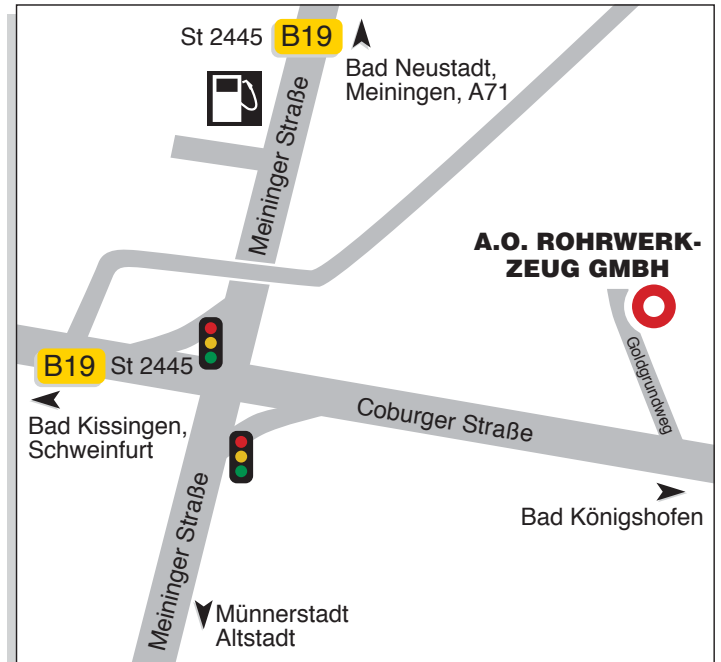 St 2445 B19
Bad Neustadt,
Meiningen, A71
Meininger Straße
A.O. ROHRWERK-
ZEUG GMBH
Goldgrundweg
B19 St 2445
Bad Kissingen,
Schweinfurt
Coburger Straße
Bad Königshofen
Meininger Straße
Münnerstadt
Altstadt